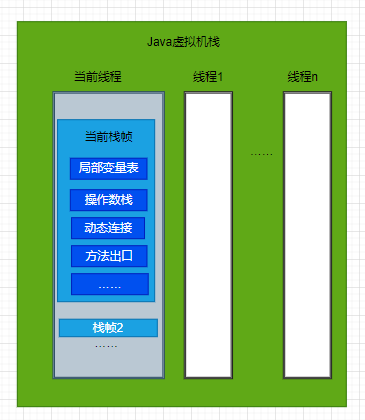 Java虚拟机栈
当前线程 线程1 线程n
当前栈帧
局部变量表
操作数栈
动态连接
方法出口
……
栈帧2
……
……